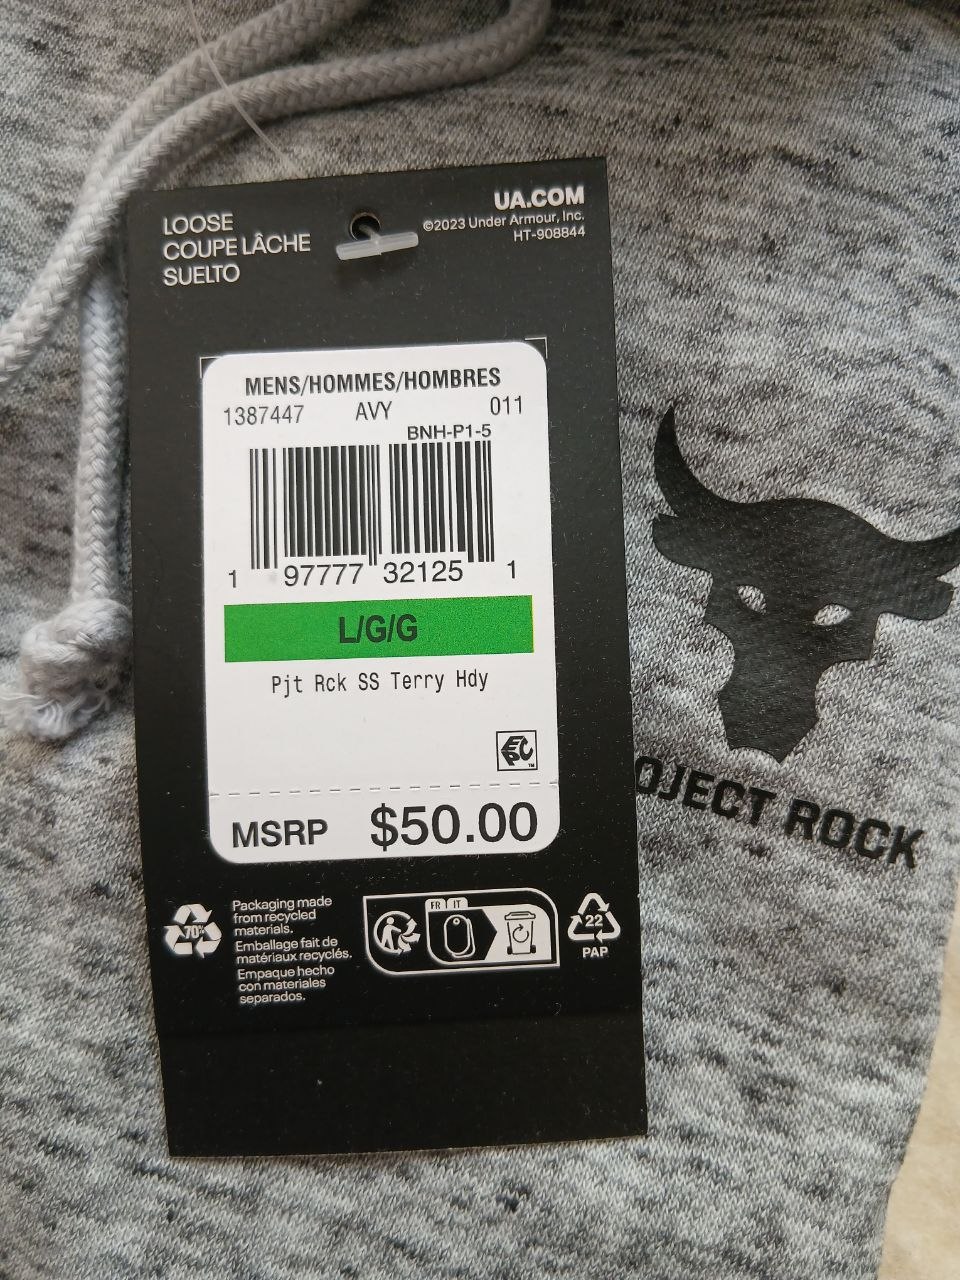 LOOSE
COUPE LÂCHE
SUELTO
UA.COM
©2023 Under Armour, Inc.
HT-908844
MENS/HOMMES/HOMBRES
1387447 AVY 011
BNH-P1-5
1 97777 32125 1
L/G/G
Pjt Rck SS Terry Hdy
EPC™
MSRP $50.00
70%
Packaging made
from recycled
materials.
Emballage fait de
matériaux recyclés.
Empaque hecho
con materiales
separados.
FR IT
22
PAP
OJECT ROCK